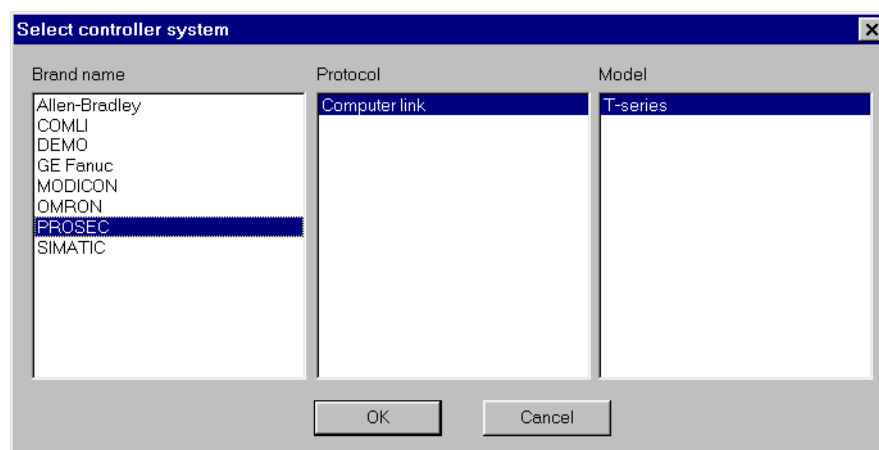 Select controller system
Brand name
Protocol
Model
Allen-Bradley
COMLI
DEMO
GE Fanuc
MODICON
OMRON
PROSEC
SIMATIC
Computer link
T-series
OK
Cancel